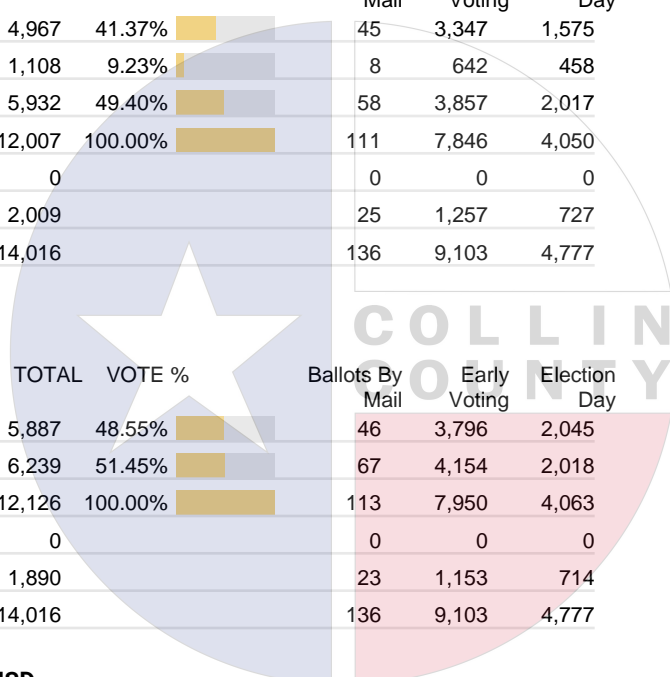 Mail Voting Day
4,967 41.37% 45 3,347 1,575
1,108 9.23% 8 642 458
5,932 49.40% 58 3,857 2,017
12,007 100.00% 111 7,846 4,050
0 0 0 0
2,009 25 1,257 727
14,016 136 9,103 4,777
COLLIN
COUNTY
TOTAL VOTE % Ballots By Early Election
Mail Voting Day
5,887 48.55% 46 3,796 2,045
6,239 51.45% 67 4,154 2,018
12,126 100.00% 113 7,950 4,063
0 0 0 0
1,890 23 1,153 714
14,016 136 9,103 4,777